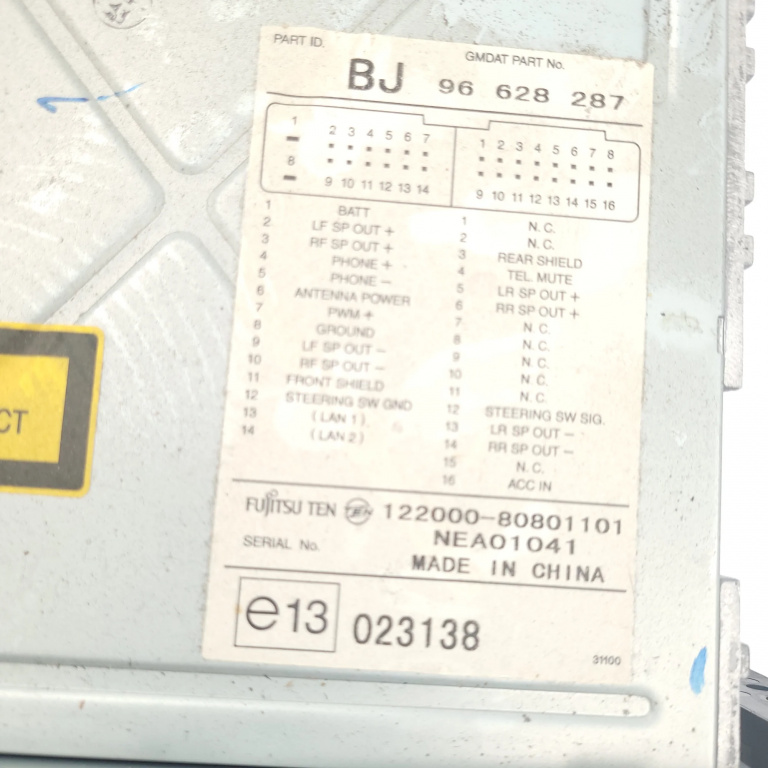 PART ID.
GMDAT PART No.
BJ 96 628 287
1 2 3 4 5 6 7
8 9 10 11 12 13 14
1 2 3 4 5 6 7 8
9 10 11 12 13 14 15 16
1 BATT
2 LF SP OUT +
3 RF SP OUT +
4 PHONE +
5 PHONE −
6 ANTENNA POWER
7 PWM +
8 GROUND
9 LF SP OUT −
10 RF SP OUT −
11 FRONT SHIELD
12 STEERING SW GND
13 ( LAN 1 )
14 ( LAN 2 )
1 N. C.
2 N. C.
3 REAR SHIELD
4 TEL. MUTE
5 LR SP OUT +
6 RR SP OUT +
7 N. C.
8 N. C.
9 N. C.
10 N. C.
11 N. C.
12 STEERING SW SIG.
13 LR SP OUT −
14 RR SP OUT −
15 N. C.
16 ACC IN
FUJITSU TEN TEN 122000-80801101
SERIAL No. NEA01041
MADE IN CHINA
e13 023138
31100
CT